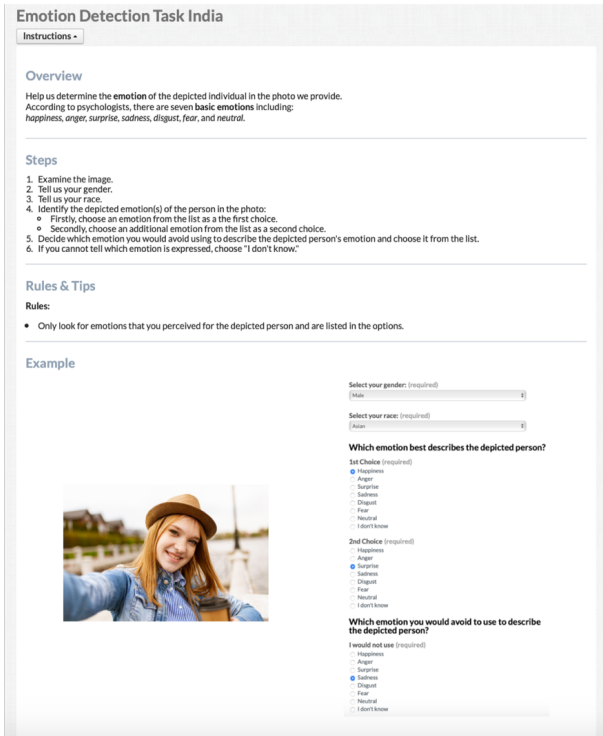 Emotion Detection Task India
Instructions
Overview
Help us determine the emotion of the depicted individual in the photo we provide.
According to psychologists, there are seven basic emotions including:
happiness, anger, surprise, sadness, disgust, fear, and neutral.
Steps
1. Examine the image.
2. Tell us your gender.
3. Tell us your race.
4. Identify the depicted emotion(s) of the person in the photo:
Firstly, choose an emotion from the list as a the first choice.
Secondly, choose an additional emotion from the list as a second choice.
5. Decide which emotion you would avoid using to describe the depicted person's emotion and choose it from the list.
6. If you cannot tell which emotion is expressed, choose "I don't know."
Rules & Tips
Rules:
Only look for emotions that you perceived for the depicted person and are listed in the options.
Example
Select your gender: (required)
Male
Select your race: (required)
Asian
Which emotion best describes the depicted person?
1st Choice (required)
Happiness
Anger
Surprise
Sadness
Disgust
Fear
Neutral
I don't know
2nd Choice (required)
Happiness
Anger
Surprise
Sadness
Disgust
Fear
Neutral
I don't know
Which emotion you would avoid to use to describe
the depicted person?
I would not use (required)
Happiness
Anger
Surprise
Sadness
Disgust
Fear
Neutral
I don't know